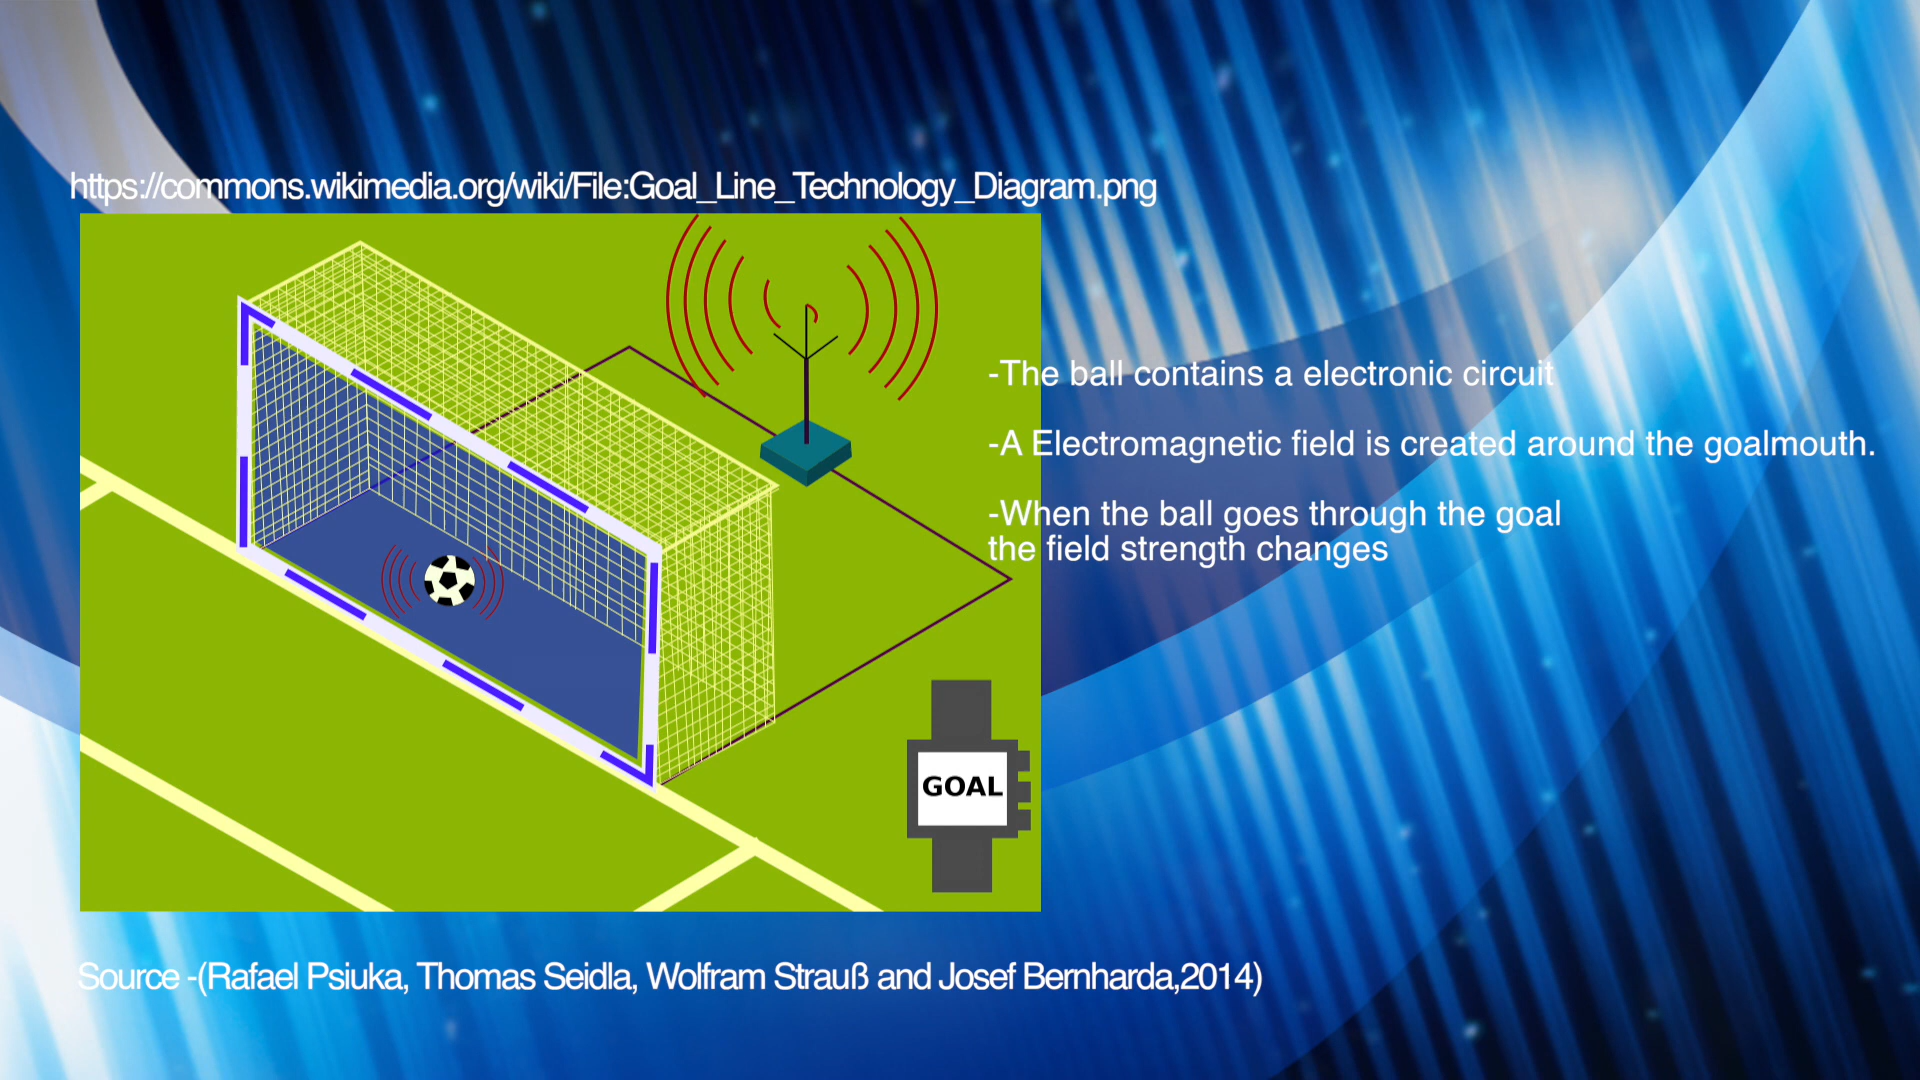 https://commons.wikimedia.org/wiki/File:Goal_Line_Technology_Diagram.png
-The ball contains a electronic circuit
-A Electromagnetic field is created around the goalmouth.
-When the ball goes through the goal
the field strength changes
GOAL
Source -(Rafael Psiuka, Thomas Seidla, Wolfram Strauß and Josef Bernharda,2014)